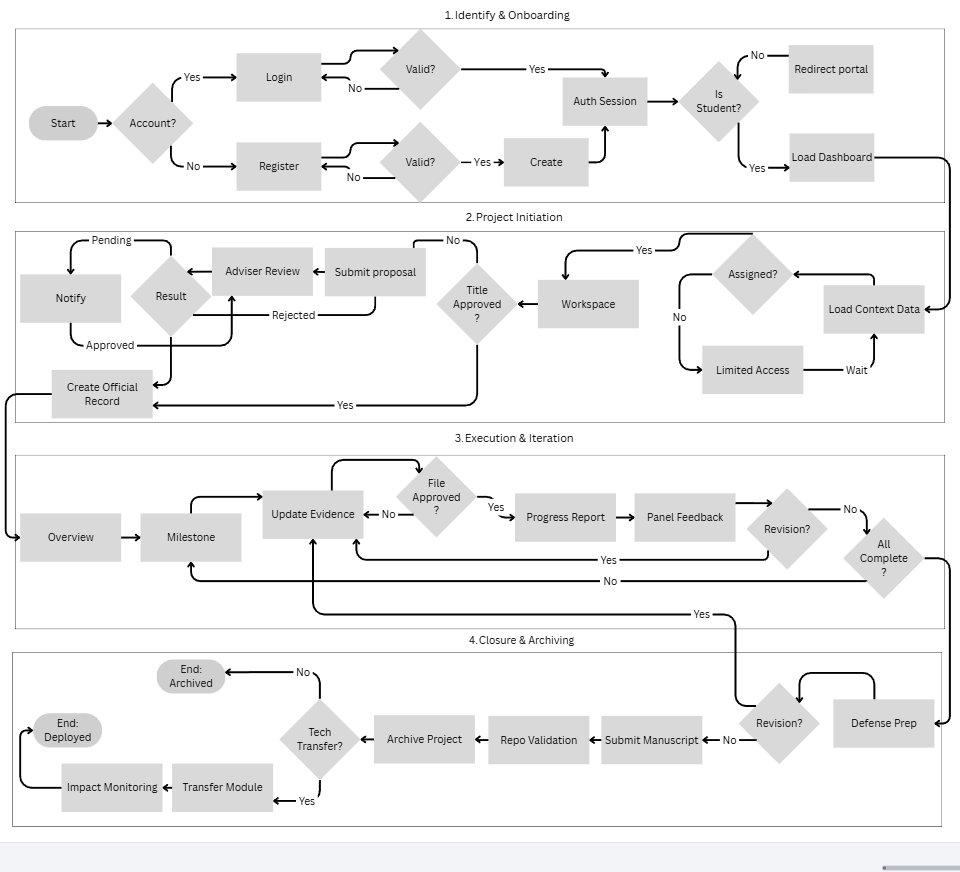 1.Identify & Onboarding
Start
Account?
Yes
No
Login
Register
Valid?
No
Valid?
No
Yes
Yes
Create
Auth Session
Is
Student?
No
Redirect portal
Yes
Load Dashboard
2.Project Initiation
Pending
Notify
Approved
Result
Adviser Review
Submit proposal
Rejected
No
Title
Approved
?
Yes
Workspace
Yes
Assigned?
No
Limited Access
Wait
Load Context Data
Create Official
Record
3.Execution & Iteration
Overview
Milestone
Update Evidence
File
Approved
?
No
Yes
Progress Report
Panel Feedback
Revision?
No
All
Complete
?
Yes
No
Yes
4.Closure & Archiving
End:
Archived
No
End:
Deployed
Tech
Transfer?
Archive Project
Repo Validation
Submit Manuscript
No
Revision?
Defense Prep
Impact Monitoring
Transfer Module
Yes